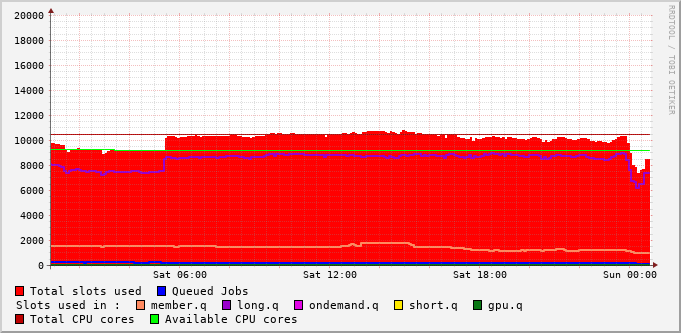 20000
18000
16000
14000
12000
10000
8000
6000
4000
2000
0
Sat 06:00 Sat 12:00 Sat 18:00 Sun 00:00
Total slots used Queued Jobs
Slots used in : member.q long.q ondemand.q short.q gpu.q
Total CPU cores Available CPU cores
RRDTOOL / TOBI OETIKER